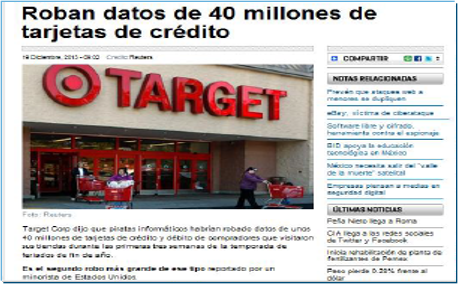 Roban datos de 40 millones de
tarjetas de crédito
19 Diciembre, 2013 - 09:02 Credito Reuters
COMPARTIR
TARGET
Foto: Reuters
Target Corp dijo que piratas informáticos habrían robado datos de unos
40 millones de tarjetas de crédito y débito de compradores que visitaron
sus tiendas durante las primeras tres semanas de la temporada de
feriados de fin de año.
Es el segundo robo más grande de este tipo reportado por un
minorista de Estados Unidos.
NOTAS RELACIONADAS
Prevén que ataques web a
menores se dupliquen
eBay, víctima de ciberataque
Software libre y cifrado,
herramienta contra el espionaje
BID apoya la educación
tecnológica en México
México necesita salir del "valle
de la muerte" satelital
Empresas piensan a medias en
seguridad digital
ÚLTIMAS NOTICIAS
Peña Nieto llega a Roma
CIA llega a las redes sociales
de Twitter y Facebook
Inicia rehabilitación de planta de
fertilizantes de Pemex
Peso pierde 0.28% frente al
dólar